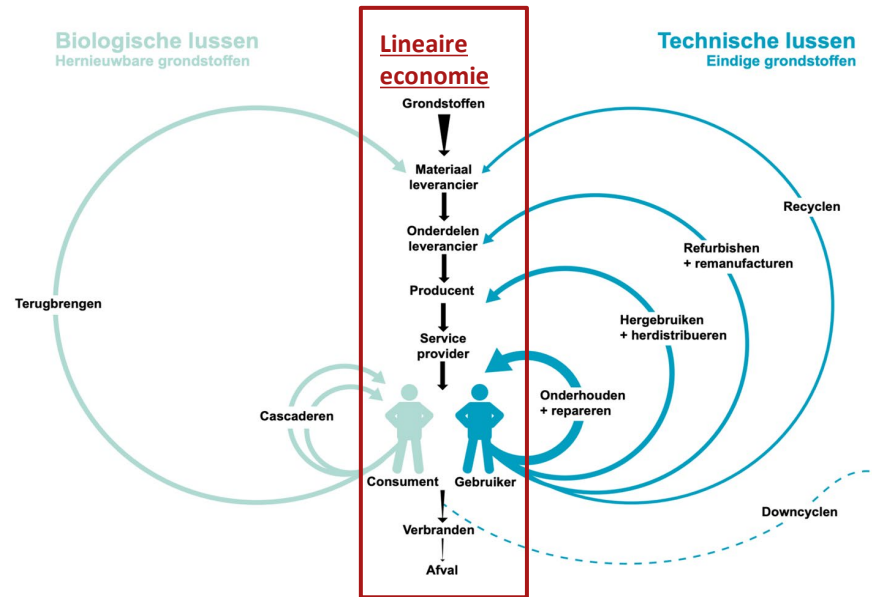 Biologische lussen
Hernieuwbare grondstoffen
Lineaire
economie
Technische lussen
Eindige grondstoffen
Grondstoffen
Materiaal
leverancier
Onderdelen
leverancier
Producent
Service
provider
Recyclen
Refurbishen
+ remanufacturen
Hergebruiken
+ herdistribueren
Onderhouden
+ repareren
Terugbrengen
Cascaderen
Consument
Gebruiker
Verbranden
Afval
Downcyclen